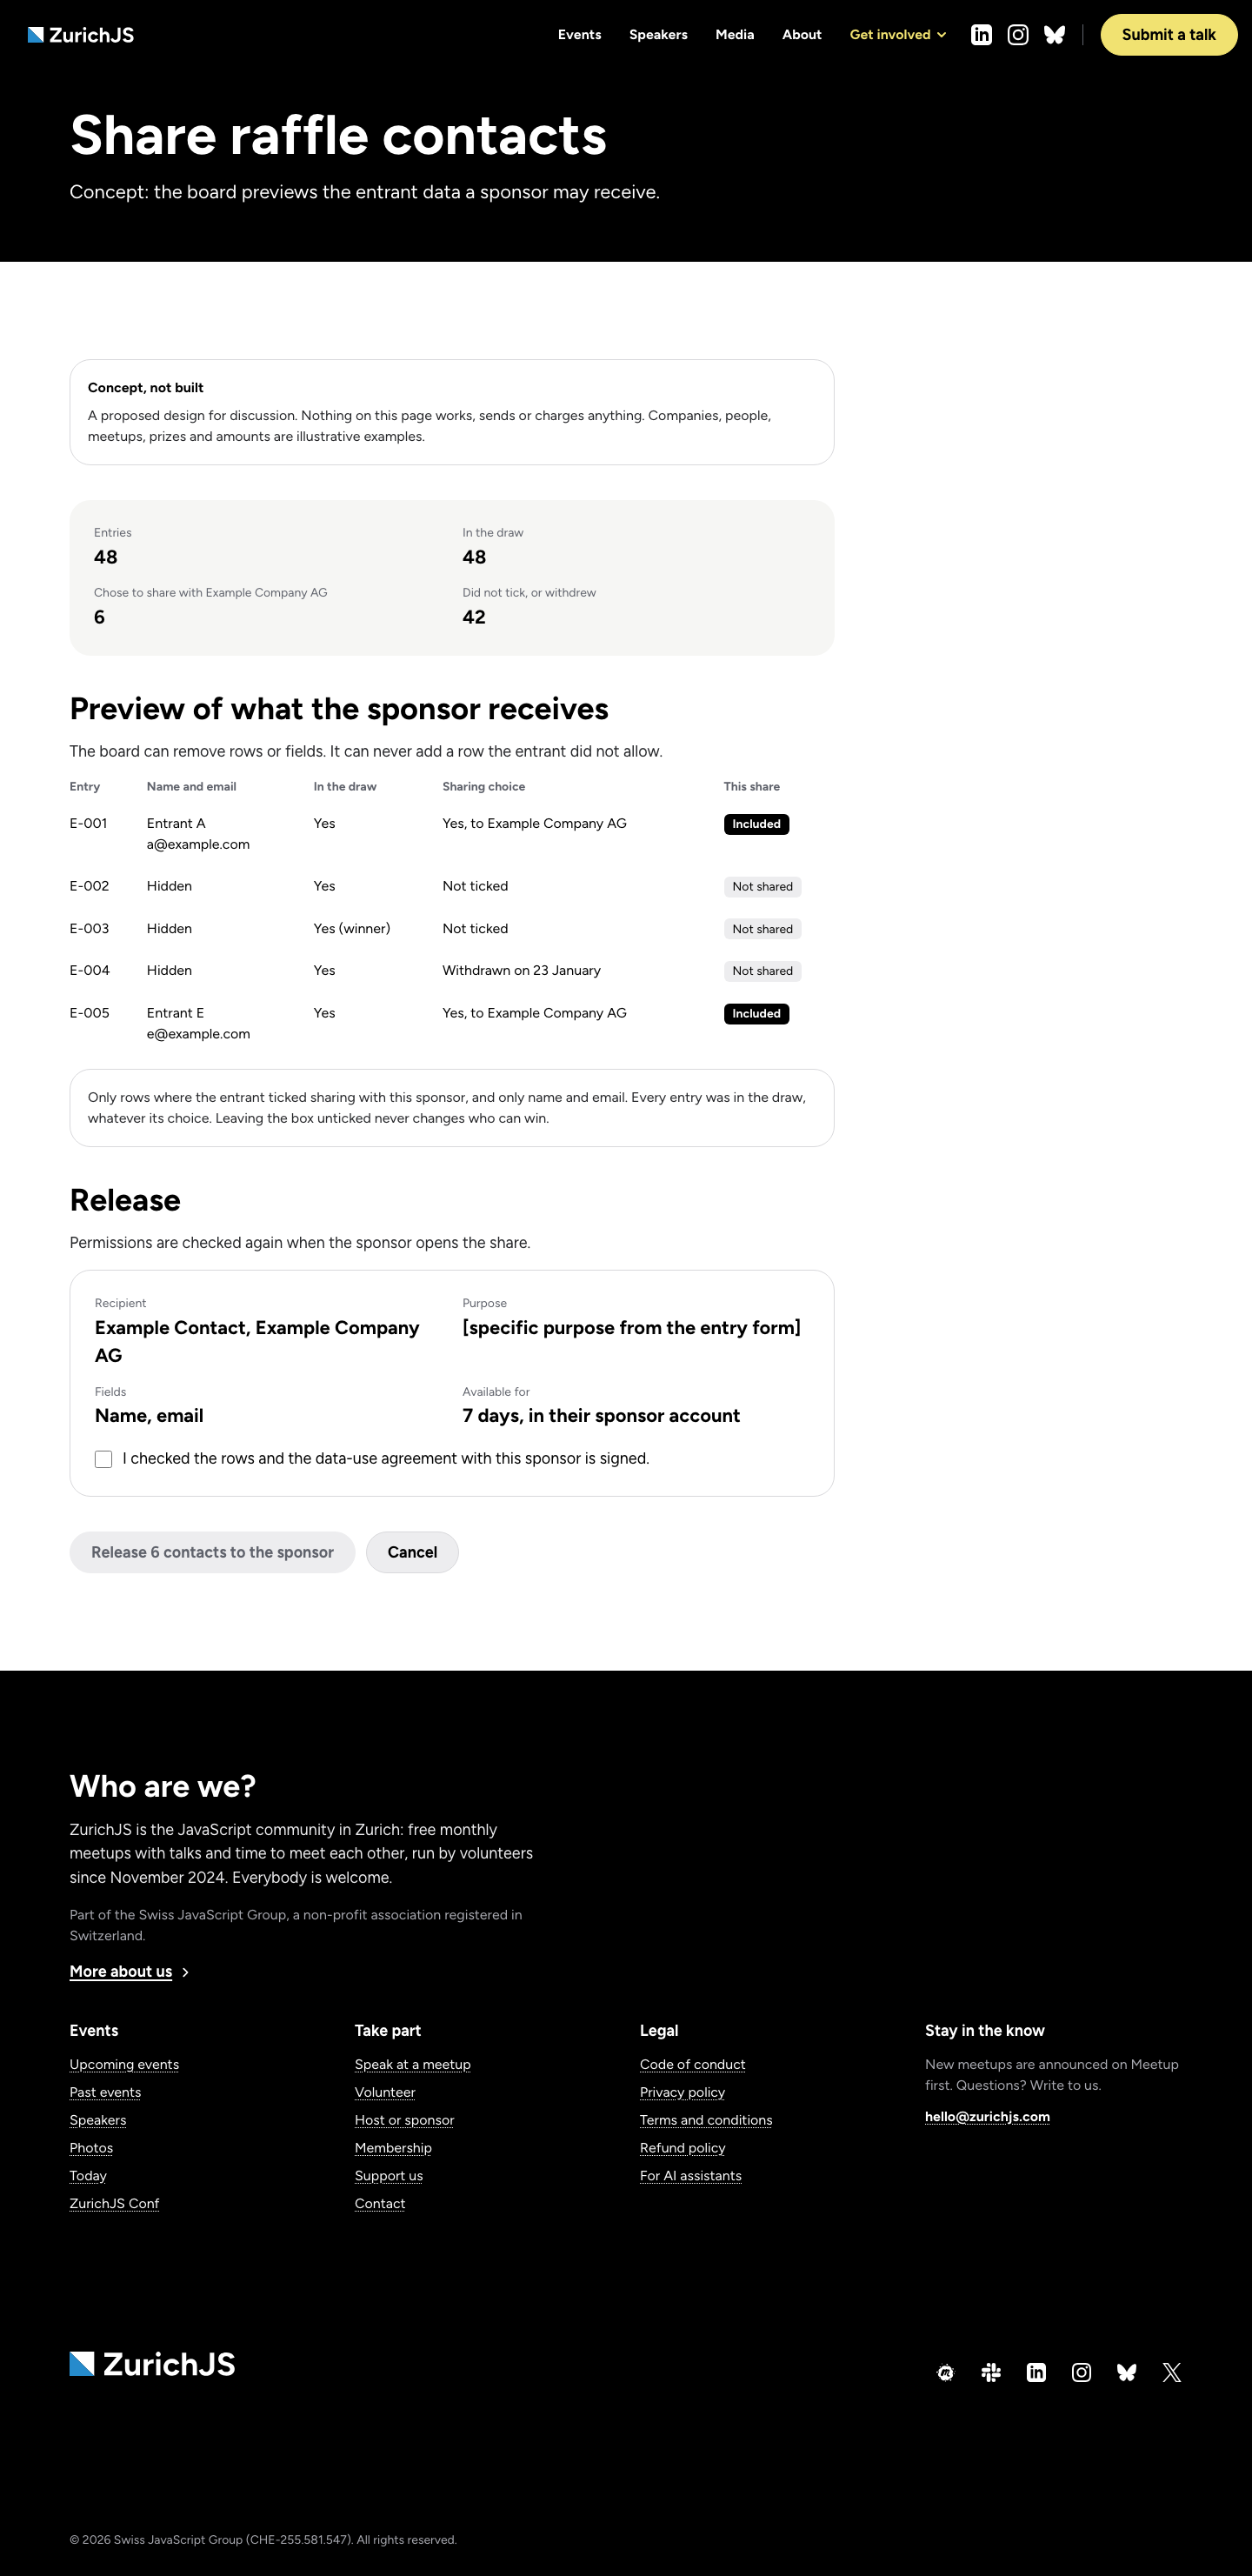 ZurichJS
Events
Speakers
Media
About
Get involved
Submit a talk
Share raffle contacts
Concept: the board previews the entrant data a sponsor may receive.
Concept, not built
A proposed design for discussion. Nothing on this page works, sends or charges anything. Companies, people,
meetups, prizes and amounts are illustrative examples.
Entries
48
In the draw
48
Chose to share with Example Company AG
6
Did not tick, or withdrew
42
Preview of what the sponsor receives
The board can remove rows or fields. It can never add a row the entrant did not allow.
Entry Name and email In the draw Sharing choice This share
E-001 Entrant A Yes Yes, to Example Company AG Included
a@example.com
E-002 Hidden Yes Not ticked Not shared
E-003 Hidden Yes (winner) Not ticked Not shared
E-004 Hidden Yes Withdrawn on 23 January Not shared
E-005 Entrant E Yes Yes, to Example Company AG Included
e@example.com
Only rows where the entrant ticked sharing with this sponsor, and only name and email. Every entry was in the draw,
whatever its choice. Leaving the box unticked never changes who can win.
Release
Permissions are checked again when the sponsor opens the share.
Recipient
Example Contact, Example Company
AG
Purpose
[specific purpose from the entry form]
Fields
Name, email
Available for
7 days, in their sponsor account
I checked the rows and the data-use agreement with this sponsor is signed.
Release 6 contacts to the sponsor
Cancel
Who are we?
ZurichJS is the JavaScript community in Zurich: free monthly
meetups with talks and time to meet each other, run by volunteers
since November 2024. Everybody is welcome.
Part of the Swiss JavaScript Group, a non-profit association registered in
Switzerland.
More about us
Events
Upcoming events
Past events
Speakers
Photos
Today
ZurichJS Conf
Take part
Speak at a meetup
Volunteer
Host or sponsor
Membership
Support us
Contact
Legal
Code of conduct
Privacy policy
Terms and conditions
Refund policy
For AI assistants
Stay in the know
New meetups are announced on Meetup
first. Questions? Write to us.
hello@zurichjs.com
ZurichJS
© 2026 Swiss JavaScript Group (CHE-255.581.547). All rights reserved.